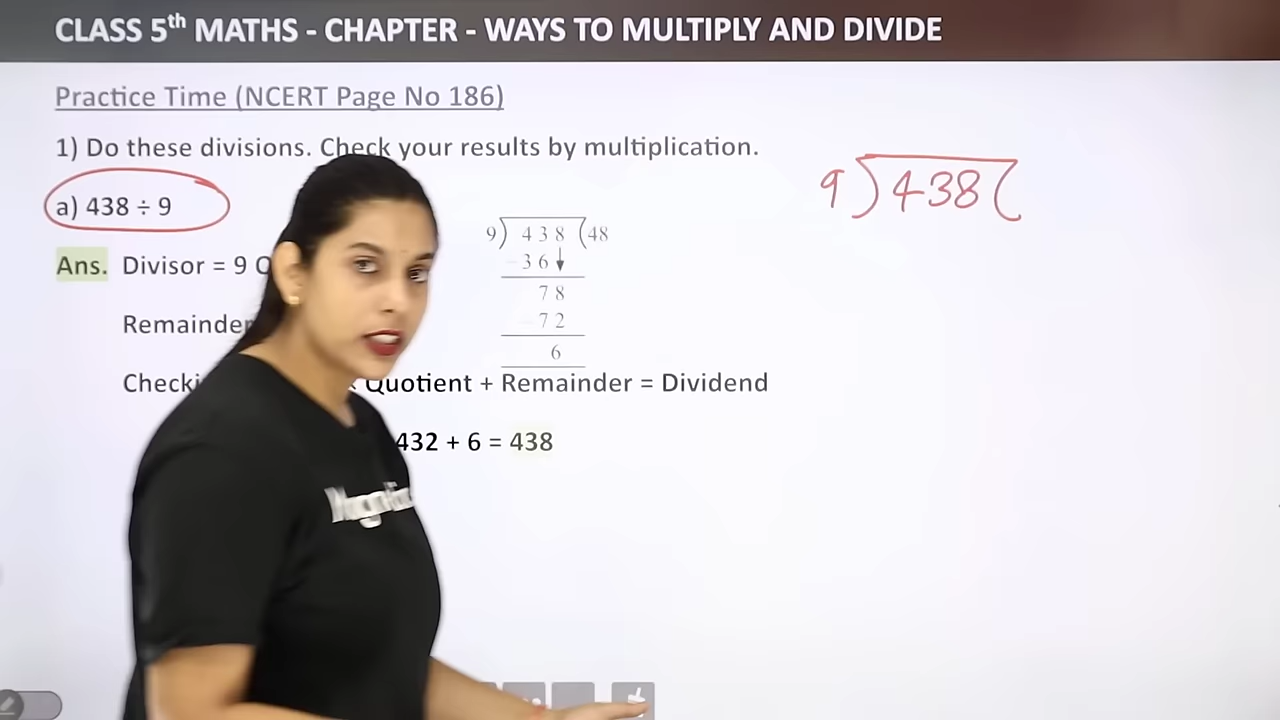 CLASS 5th MATHS - CHAPTER - WAYS TO MULTIPLY AND DIVIDE
Practice Time (NCERT Page No 186)
1) Do these divisions. Check your results by multiplication.
a) 438 ÷ 9
9) 438 (
9) 438 (48
- 36
78
- 72
6
Ans. Divisor = 9
Remainder
Quotient + Remainder = Dividend
432 + 6 = 438